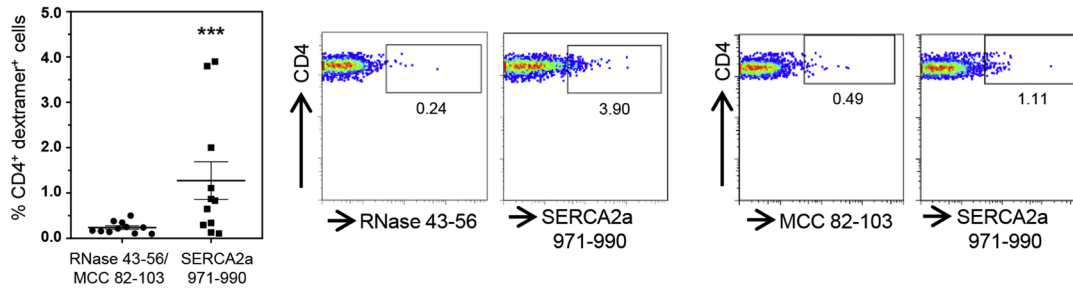 % CD4⁺ dextramer⁺ cells
5.0
4.0
3.0
2.0
1.0
0.0
***
RNase 43-56/
MCC 82-103
SERCA2a
971-990
CD4
0.24
3.90
RNase 43-56
SERCA2a
971-990
CD4
0.49
1.11
MCC 82-103
SERCA2a
971-990